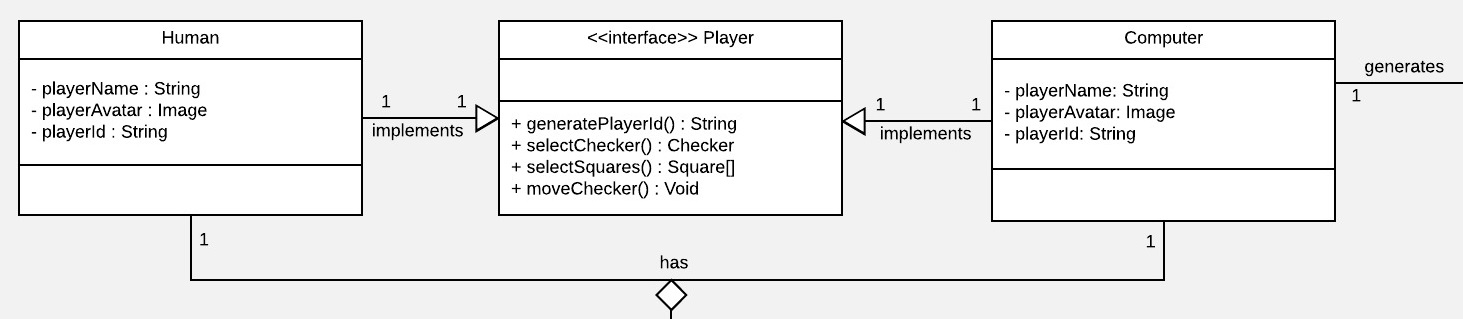 Human
- playerName : String
- playerAvatar : Image
- playerId : String
1
1
implements
<<interface>> Player
+ generatePlayerId() : String
+ selectChecker() : Checker
+ selectSquares() : Square[]
+ moveChecker() : Void
1
1
implements
Computer
- playerName: String
- playerAvatar: Image
- playerId: String
generates
1
1
has
1